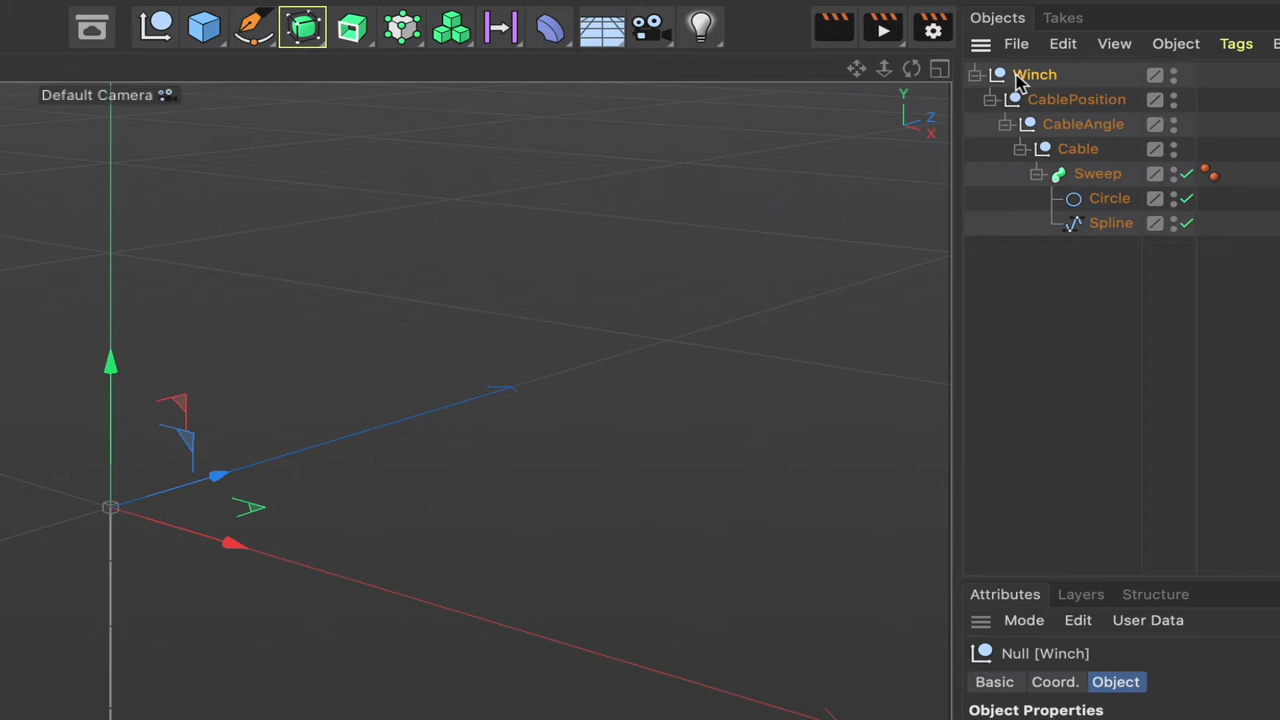 Objects Takes
File Edit View Object Tags
Default Camera
Y
Z
X
Winch
CablePosition
CableAngle
Cable
Sweep
Circle
Spline
Attributes Layers Structure
Mode Edit User Data
Null [Winch]
Basic Coord. Object
Object Properties